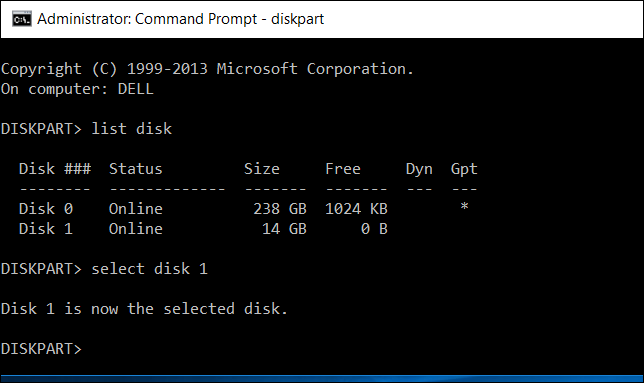 Administrator: Command Prompt - diskpart
Copyright (C) 1999-2013 Microsoft Corporation.
On computer: DELL
DISKPART> list disk
Disk ###  Status         Size     Free     Dyn  Gpt
--------  -------------  -------  -------  ---  ---
Disk 0    Online          238 GB  1024 KB        *
Disk 1    Online           14 GB      0 B
DISKPART> select disk 1
Disk 1 is now the selected disk.
DISKPART>